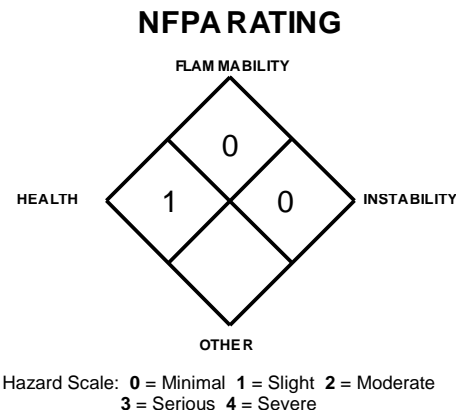 NFPA RATING
FLAMMABILITY
0
HEALTH 1 0 INSTABILITY
OTHER
Hazard Scale: 0 = Minimal 1 = Slight 2 = Moderate
3 = Serious 4 = Severe